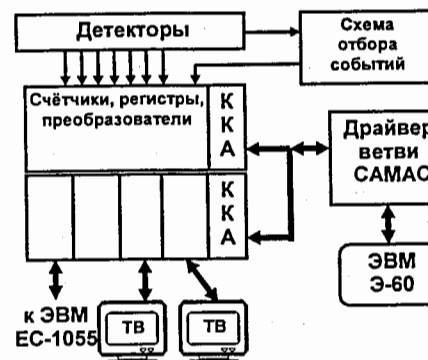 Детекторы
Схема
отбора
событий
Счётчики, регистры,
преобразователи
К
К
А
Драйвер
ветви
САМАС
К
К
А
ЭВМ
Э-60
к ЭВМ
ЕС-1055
ТВ
ТВ